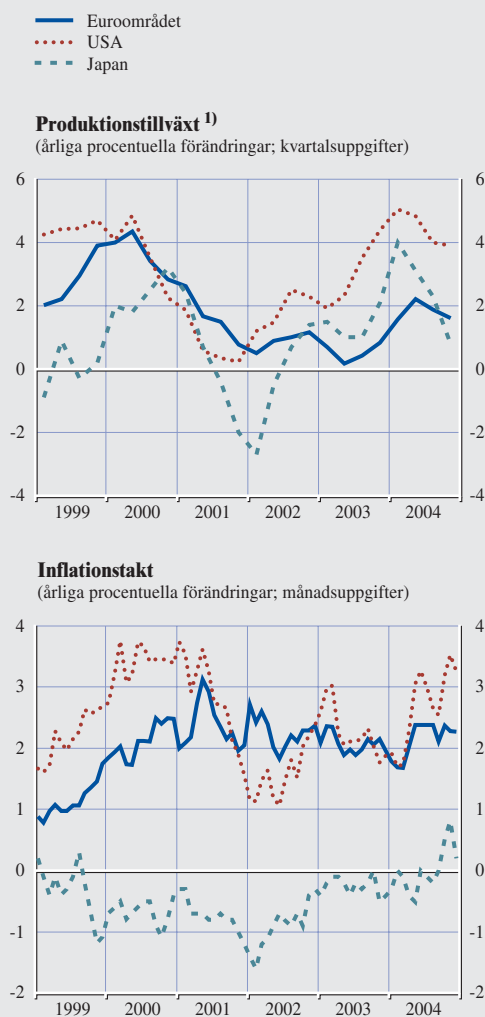 Euroområdet
USA
Japan
Produktionstillväxt 1)
(årliga procentuella förändringar; kvartalsuppgifter)
6 6
4 4
2 2
0 0
-2 -2
-4 -4
1999 2000 2001 2002 2003 2004
Inflationstakt
(årliga procentuella förändringar; månadsuppgifter)
4 4
3 3
2 2
1 1
0 0
-1 -1
-2 -2
1999 2000 2001 2002 2003 2004